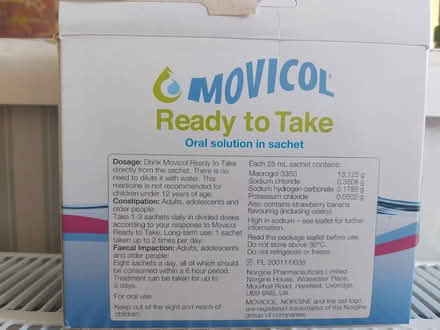 MOVICOL®
Ready to Take
Oral solution in sachet
Dosage: Drink Movicol Ready to Take
directly from the sachet. There is no
need to dilute it with water. This
medicine is not recommended for
children under 12 years of age.
Constipation: Adults, adolescents and
older people:
Take 1-3 sachets daily in divided doses
according to your response to Movicol
Ready to Take. Long-term use: 1 sachet
taken up to 2 times per day.
Faecal Impaction: Adults, adolescents
and older people:
Eight sachets a day, all of which should
be consumed within a 6 hour period.
Treatment can be taken for up to
3 days.
For oral use
Keep out of the sight and reach of
children.
Each 25 mL sachet contains:
Macrogol 3350 13.125 g
Sodium chloride 0.3508 g
Sodium hydrogen carbonate 0.1786 g
Potassium chloride 0.0502 g
Also contains strawberry banana
flavouring (including colour).
High in sodium – see leaflet for further
information.
Read the package leaflet before use.
Do not store above 30°C.
Do not refrigerate or freeze
PL 20011/0039
Norgine Pharmaceuticals Limited
Norgine House, Widewater Place,
Moorhall Road, Harefield, Uxbridge,
UB9 6NS, UK
MOVICOL, NORGINE and the sail logo
are registered trademarks of the Norgine
group of companies.